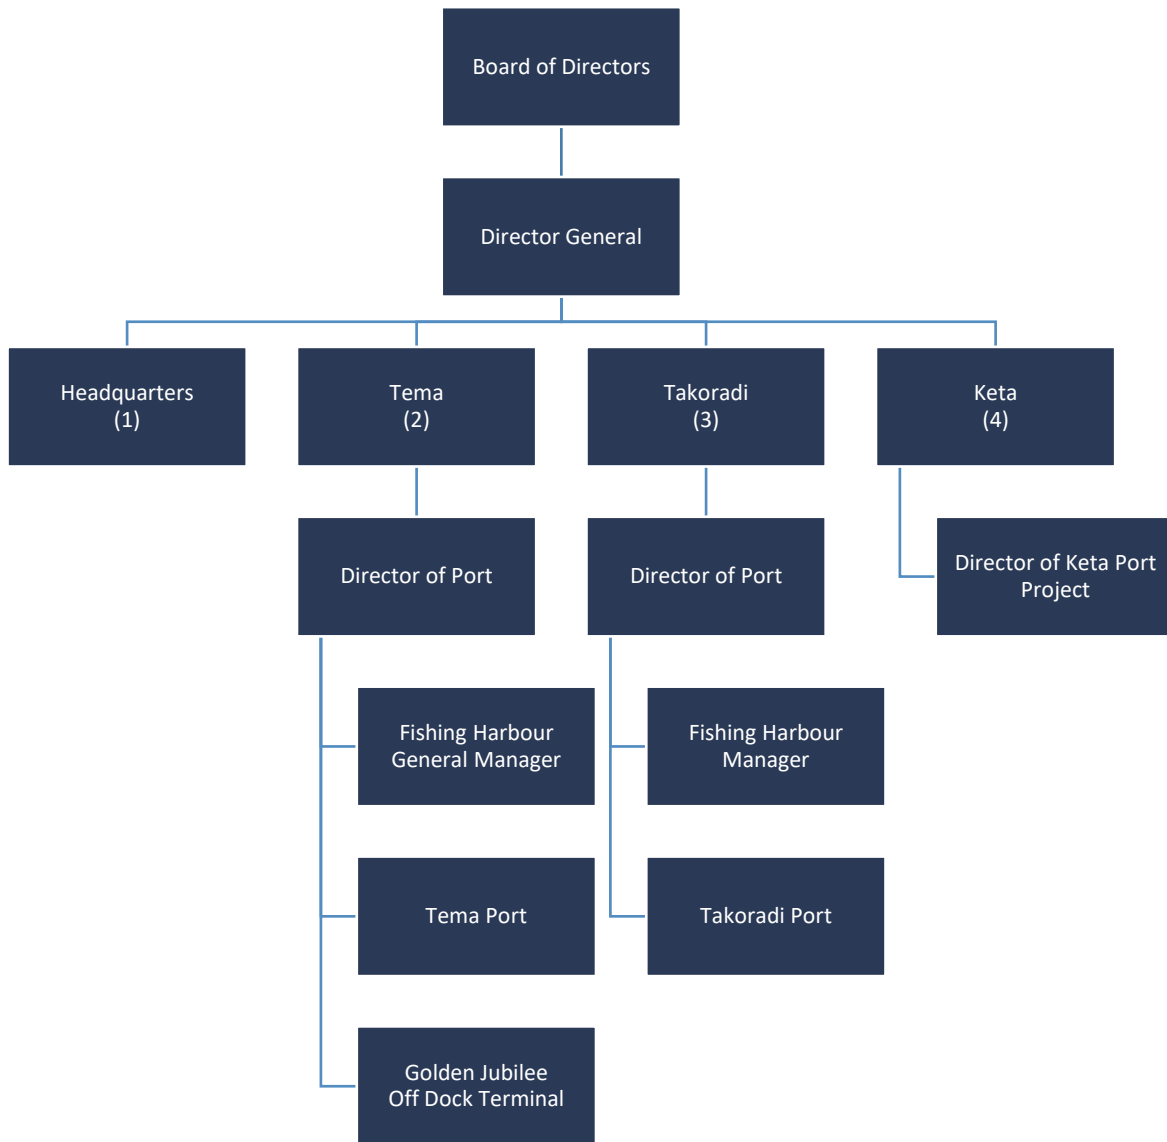 Board of Directors
Director General
Headquarters
(1)
Tema
(2)
Takoradi
(3)
Keta
(4)
Director of Port
Director of Port
Director of Keta Port
Project
Fishing Harbour
General Manager
Fishing Harbour
Manager
Tema Port
Takoradi Port
Golden Jubilee
Off Dock Terminal